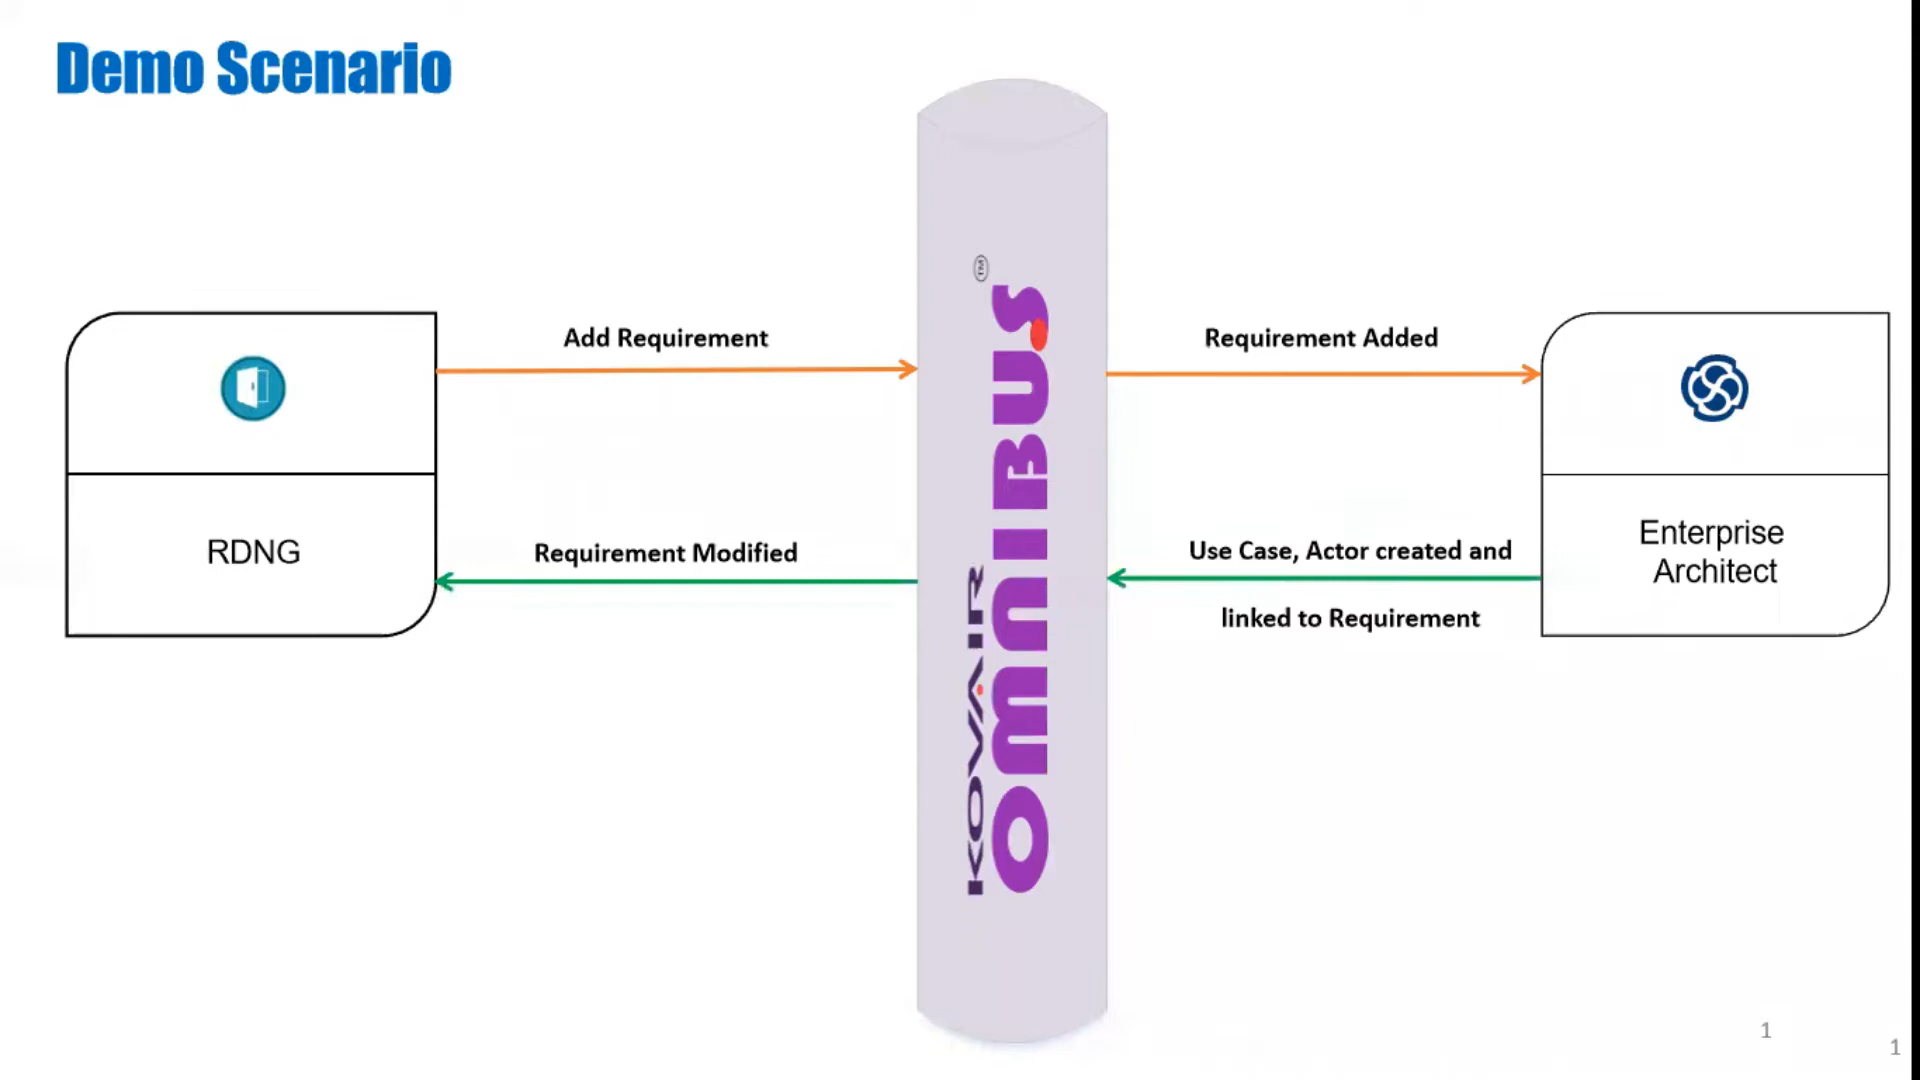 Demo Scenario
Add Requirement
Requirement Added
RDNG
Requirement Modified
KOVAIR
OMNIBUS
TM
Use Case, Actor created and
linked to Requirement
Enterprise
Architect
1
1